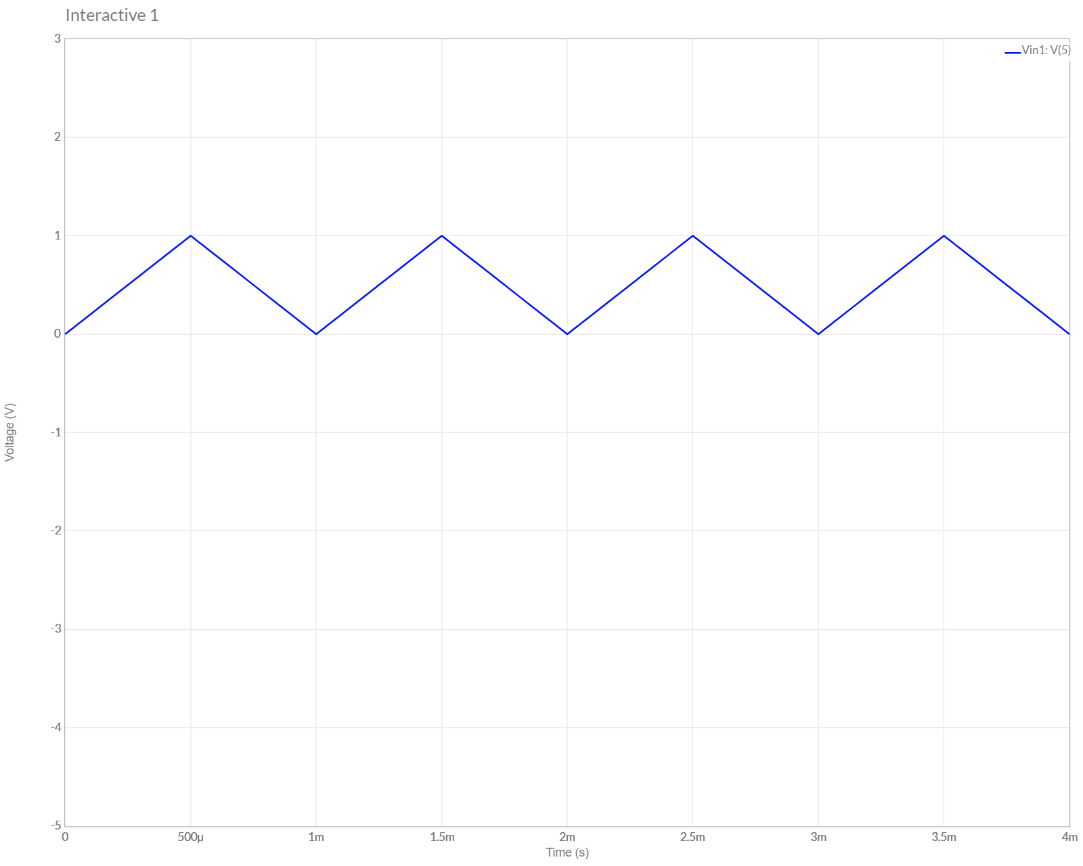 Interactive 1
Vin1: V(5)
3
2
1
0
-1
-2
-3
-4
-5
Voltage (V)
0 500µ 1m 1.5m 2m 2.5m 3m 3.5m 4m
Time (s)